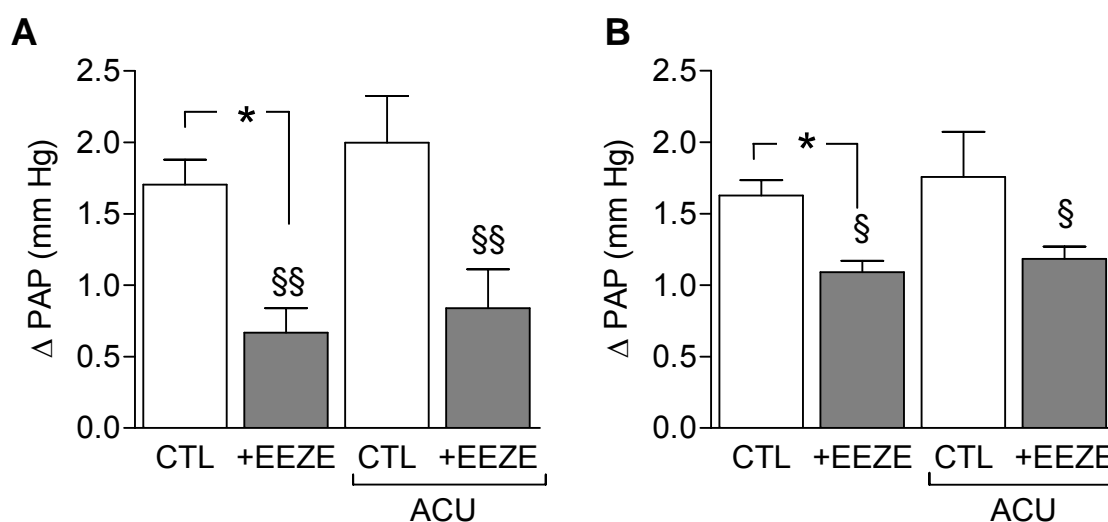 A
Δ PAP (mm Hg)
2.5
2.0
1.5
1.0
0.5
0.0
*
§§
§§
CTL +EEZE CTL +EEZE
ACU
B
Δ PAP (mm Hg)
2.5
2.0
1.5
1.0
0.5
0.0
*
§
§
CTL +EEZE CTL +EEZE
ACU